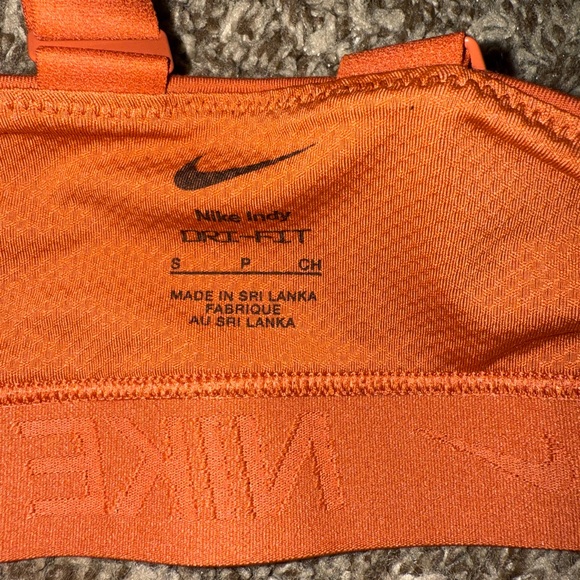 Nike Indy
DRI-FIT
S P CH
MADE IN SRI LANKA
FABRIQUE
AU SRI LANKA
NIKE